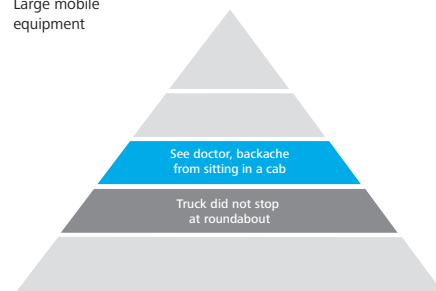 Large mobile
equipment
See doctor, backache
from sitting in a cab
Truck did not stop
at roundabout